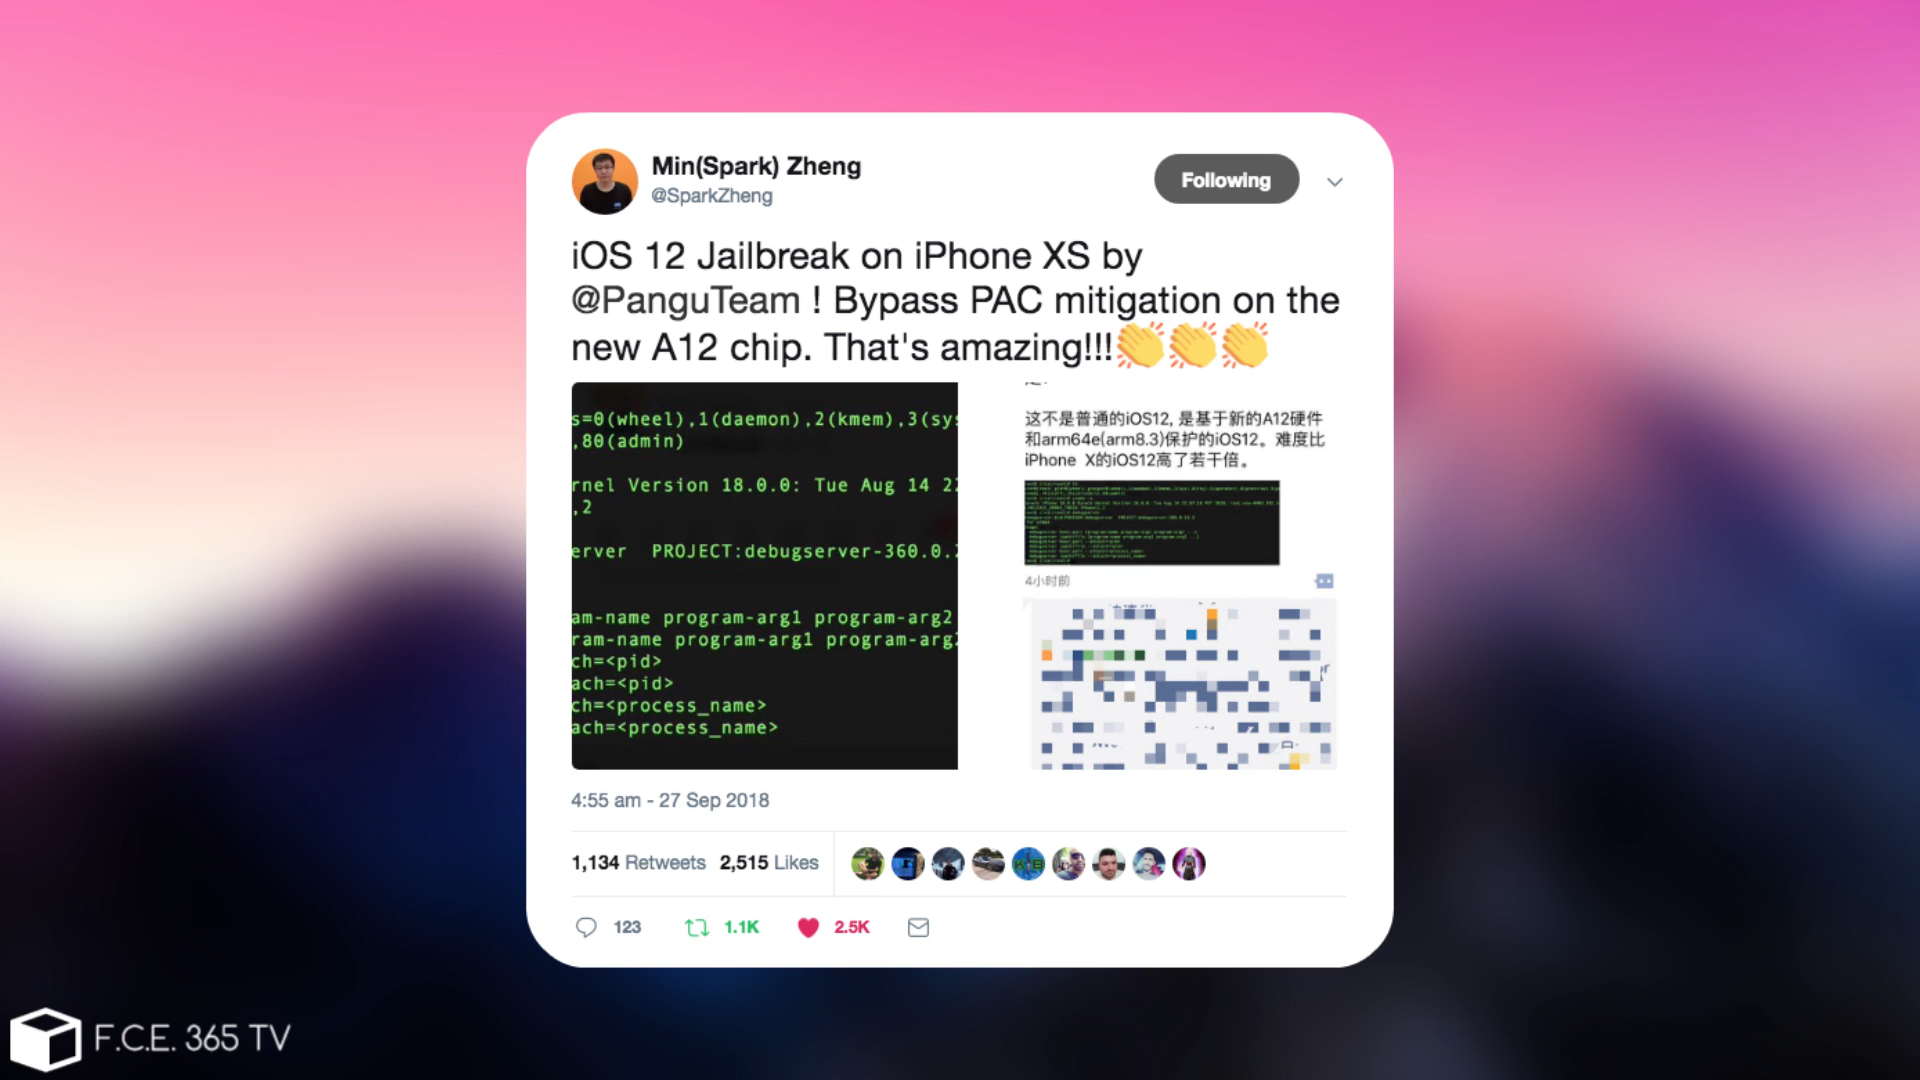 Min(Spark) Zheng
@SparkZheng
Following
iOS 12 Jailbreak on iPhone XS by
@PanguTeam ! Bypass PAC mitigation on the
new A12 chip. That's amazing!!!👏👏👏
s=0(wheel),1(daemon),2(kmem),3(sys
,80(admin)
rnel Version 18.0.0: Tue Aug 14 22
,2
erver PROJECT:debugserver-360.0.2
am-name program-arg1 program-arg2
ram-name program-arg1 program-arg2
ch=<pid>
ach=<pid>
ch=<process_name>
ach=<process_name>
这不是普通的iOS12, 是基于新的A12硬件
和arm64e(arm8.3)保护的iOS12。难度比
iPhone X的iOS12高了若干倍。
4小时前
4:55 am - 27 Sep 2018
1,134 Retweets 2,515 Likes
123 1.1K 2.5K
F.C.E. 365 TV